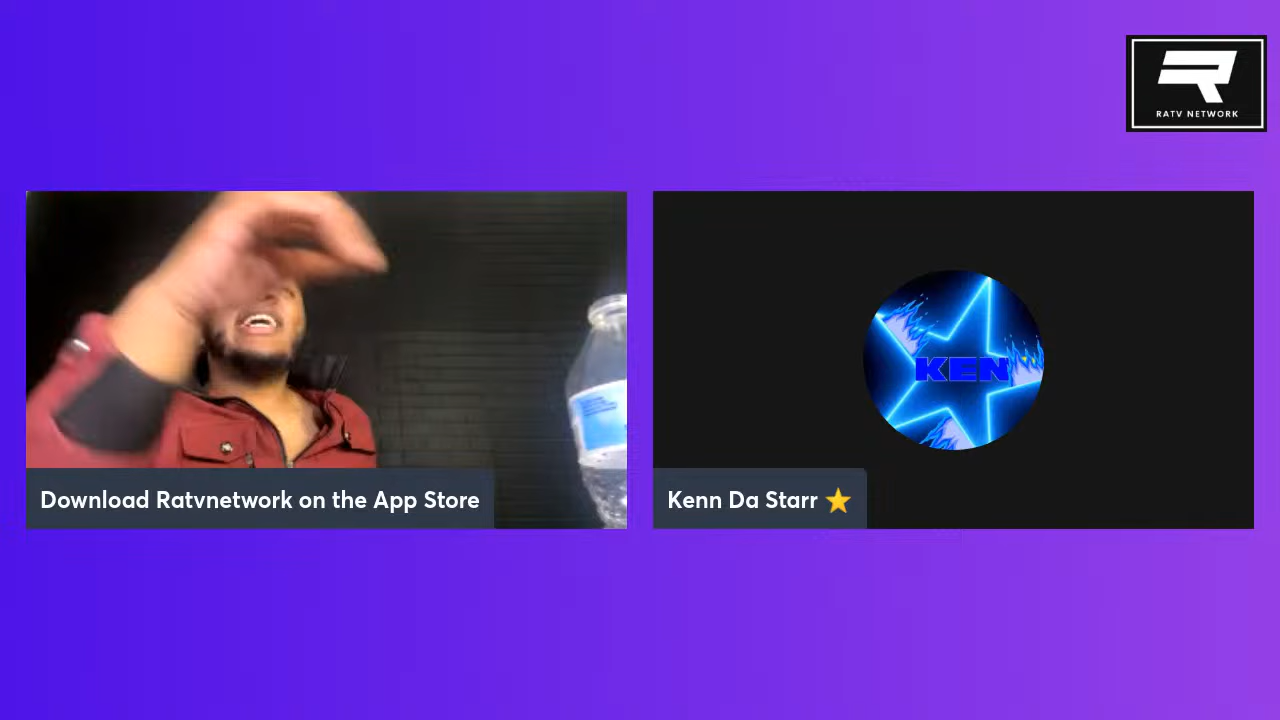 RATV NETWORK
Download Ratvnetwork on the App Store
Kenn Da Starr ⭐
KEN